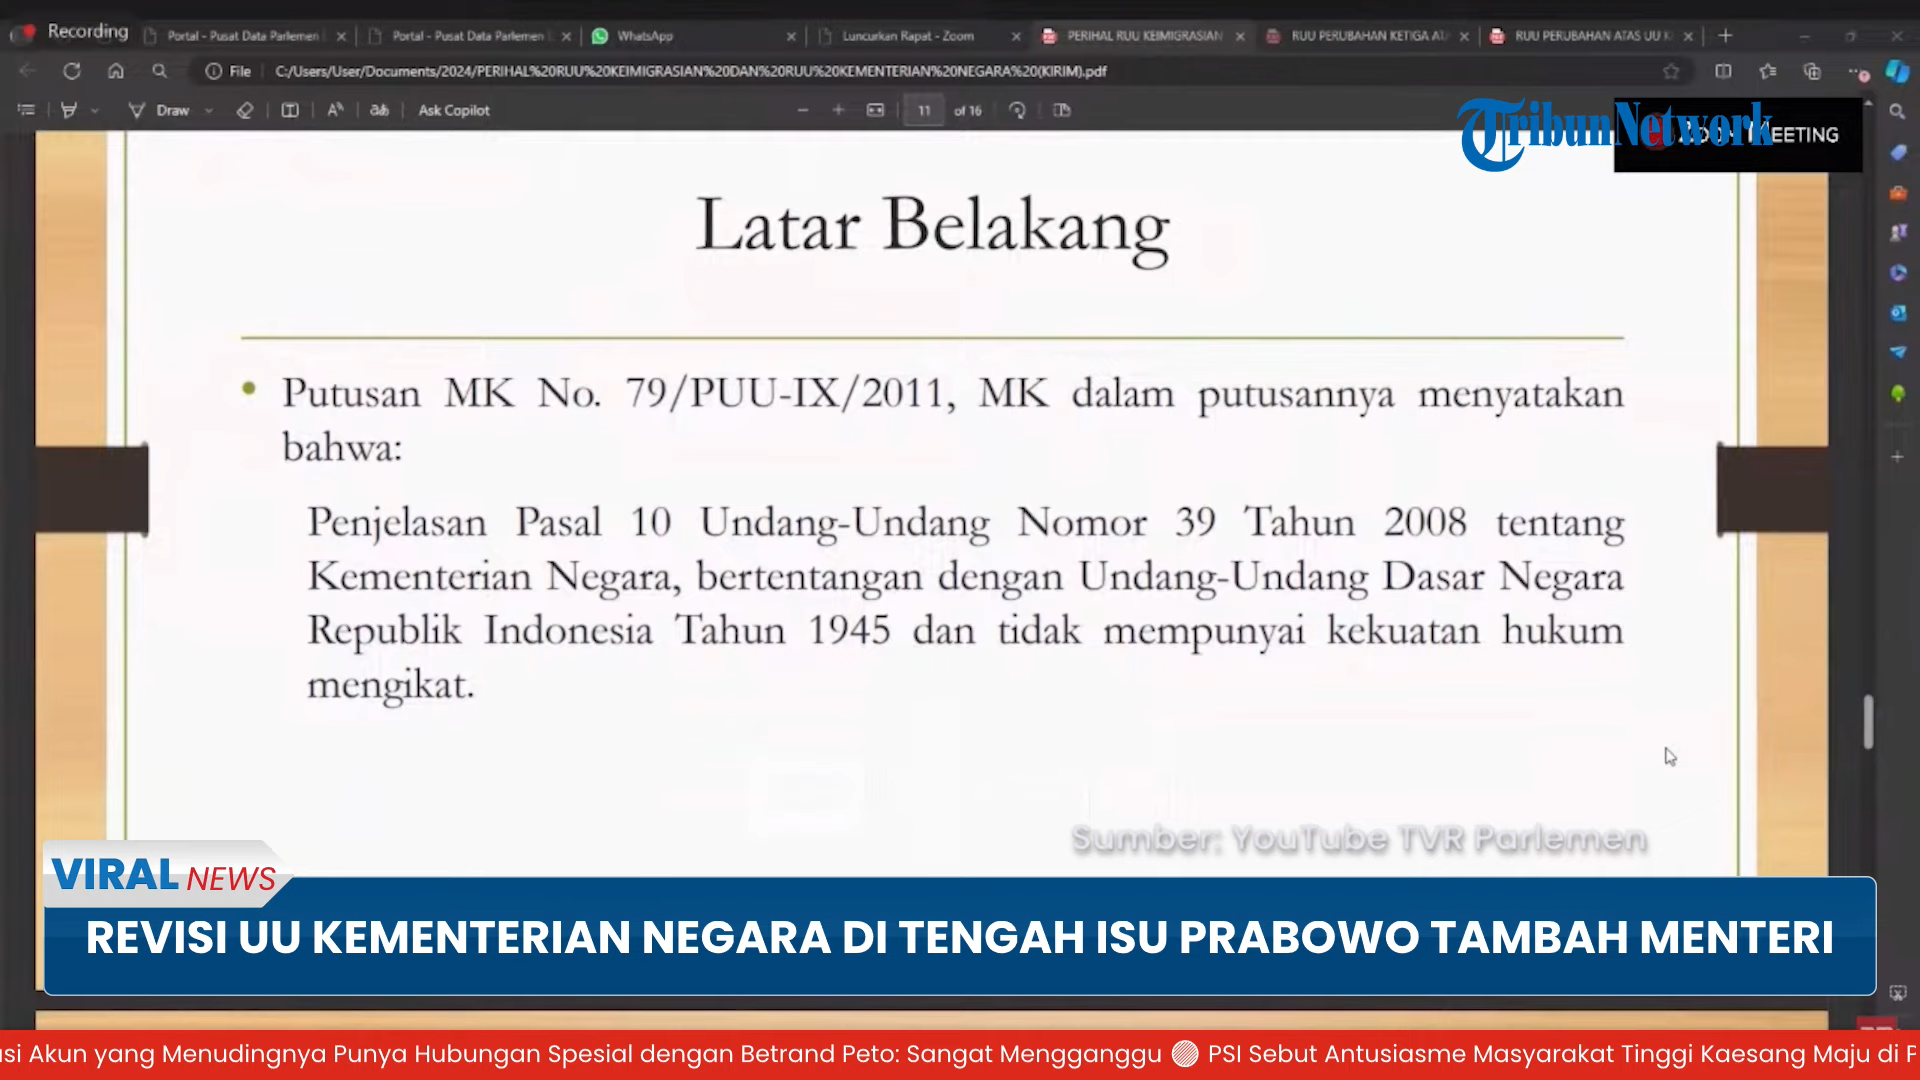 Recording
Portal - Pusat Data Parlemen
Portal - Pusat Data Parlemen
WhatsApp
Luncurkan Rapat - Zoom
PERIHAL RUU KEIMIGRASIAN
RUU PERUBAHAN KETIGA AT
RUU PERUBAHAN ATAS UU K
File
C:/Users/User/Documents/2024/PERIHAL%20RUU%20KEIMIGRASIAN%20DAN%20RUU%20KEMENTERIAN%20NEGARA%20(KIRIM).pdf
Draw
Ask Copilot
11 of 16
TribunNetwork
MEETING
Latar Belakang
• Putusan MK No. 79/PUU-IX/2011, MK dalam putusannya menyatakan
bahwa:
Penjelasan Pasal 10 Undang-Undang Nomor 39 Tahun 2008 tentang
Kementerian Negara, bertentangan dengan Undang-Undang Dasar Negara
Republik Indonesia Tahun 1945 dan tidak mempunyai kekuatan hukum
mengikat.
Sumber: YouTube TVR Parlemen
VIRAL NEWS
REVISI UU KEMENTERIAN NEGARA DI TENGAH ISU PRABOWO TAMBAH MENTERI
si Akun yang Menudingnya Punya Hubungan Spesial dengan Betrand Peto: Sangat Mengganggu PSI Sebut Antusiasme Masyarakat Tinggi Kaesang Maju di